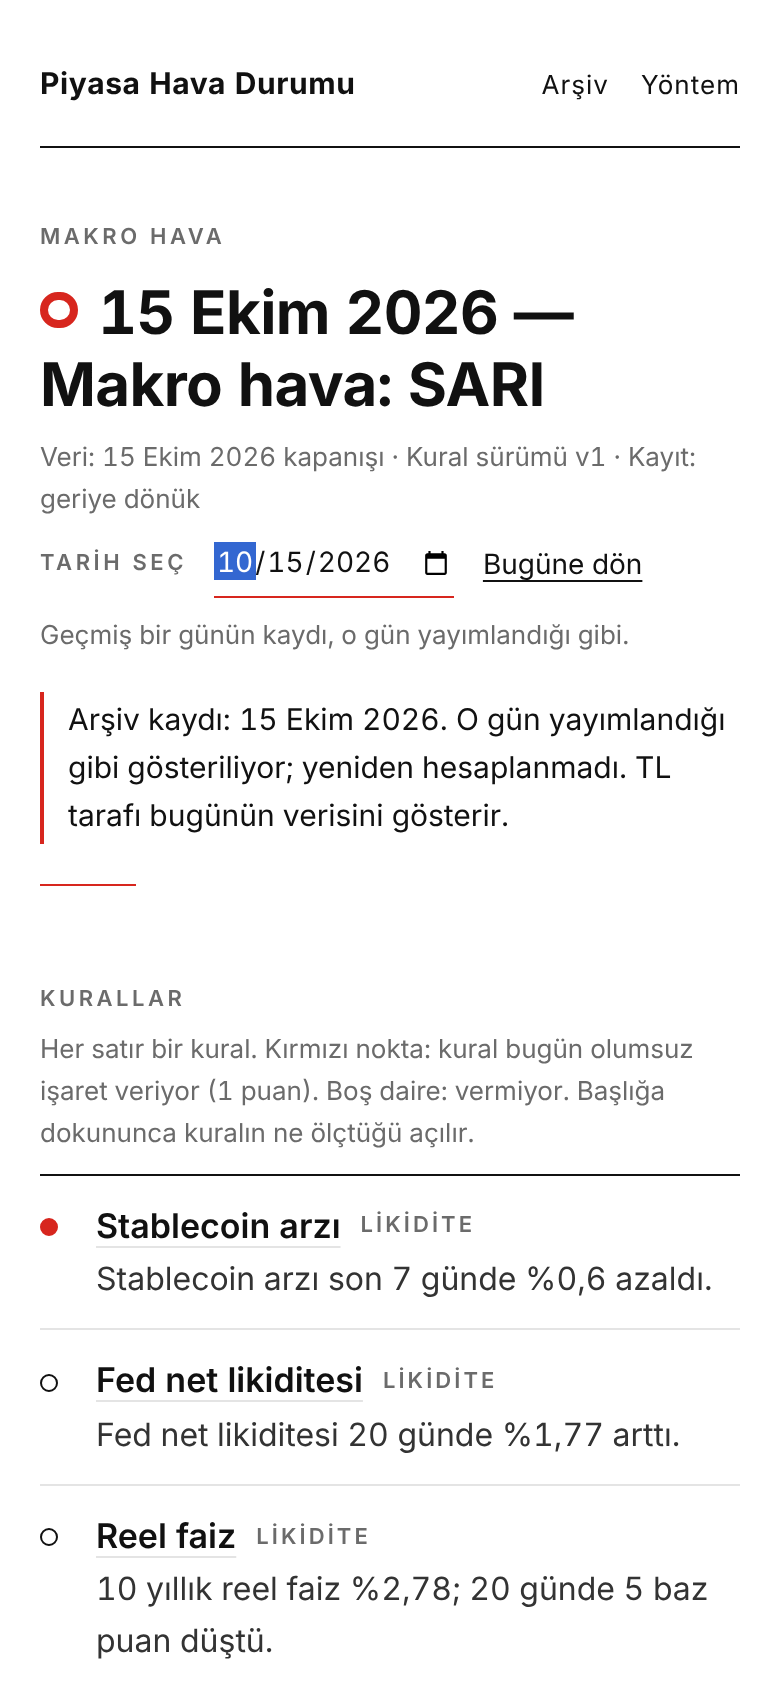 Piyasa Hava Durumu
Arşiv Yöntem
MAKRO HAVA
15 Ekim 2026 —
Makro hava: SARI
Veri: 15 Ekim 2026 kapanışı · Kural sürümü v1 · Kayıt:
geriye dönük
TARİH SEÇ 10/15/2026 Bugüne dön
Geçmiş bir günün kaydı, o gün yayımlandığı gibi.
Arşiv kaydı: 15 Ekim 2026. O gün yayımlandığı
gibi gösteriliyor; yeniden hesaplanmadı. TL
tarafı bugünün verisini gösterir.
KURALLAR
Her satır bir kural. Kırmızı nokta: kural bugün olumsuz
işaret veriyor (1 puan). Boş daire: vermiyor. Başlığa
dokununca kuralın ne ölçtüğü açılır.
Stablecoin arzı LİKİDİTE
Stablecoin arzı son 7 günde %0,6 azaldı.
Fed net likiditesi LİKİDİTE
Fed net likiditesi 20 günde %1,77 arttı.
Reel faiz LİKİDİTE
10 yıllık reel faiz %2,78; 20 günde 5 baz
puan düştü.